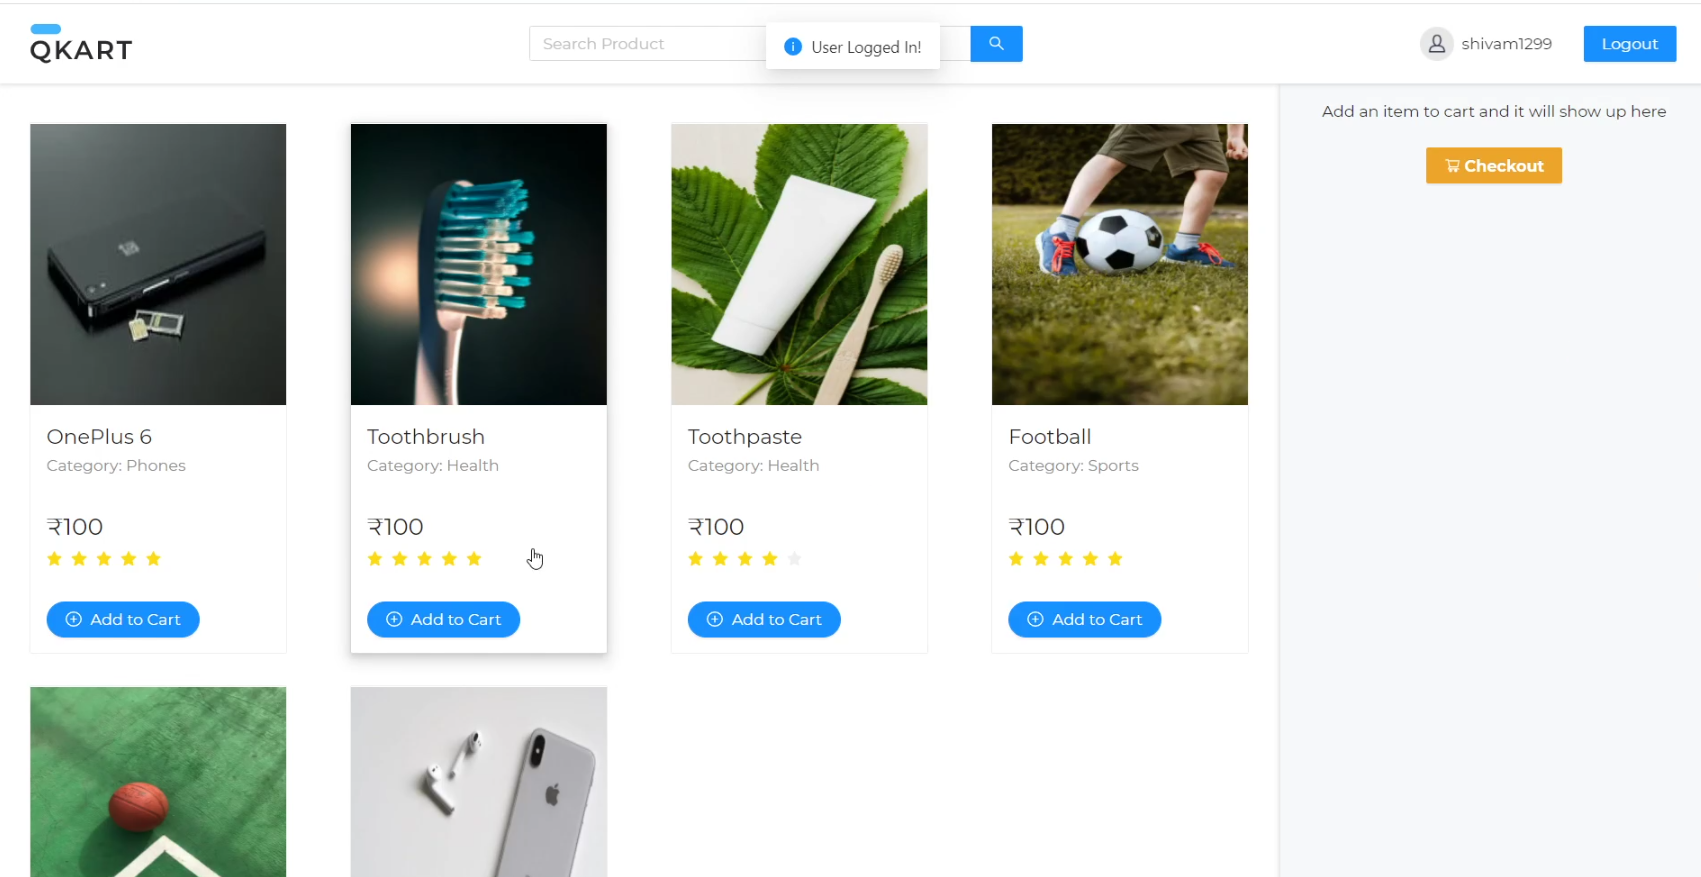 QKART
Search Product
User Logged In!
shivam1299
Logout
Add an item to cart and it will show up here
Checkout
OnePlus 6
Category: Phones
₹100
Add to Cart
Toothbrush
Category: Health
₹100
Add to Cart
Toothpaste
Category: Health
₹100
Add to Cart
Football
Category: Sports
₹100
Add to Cart